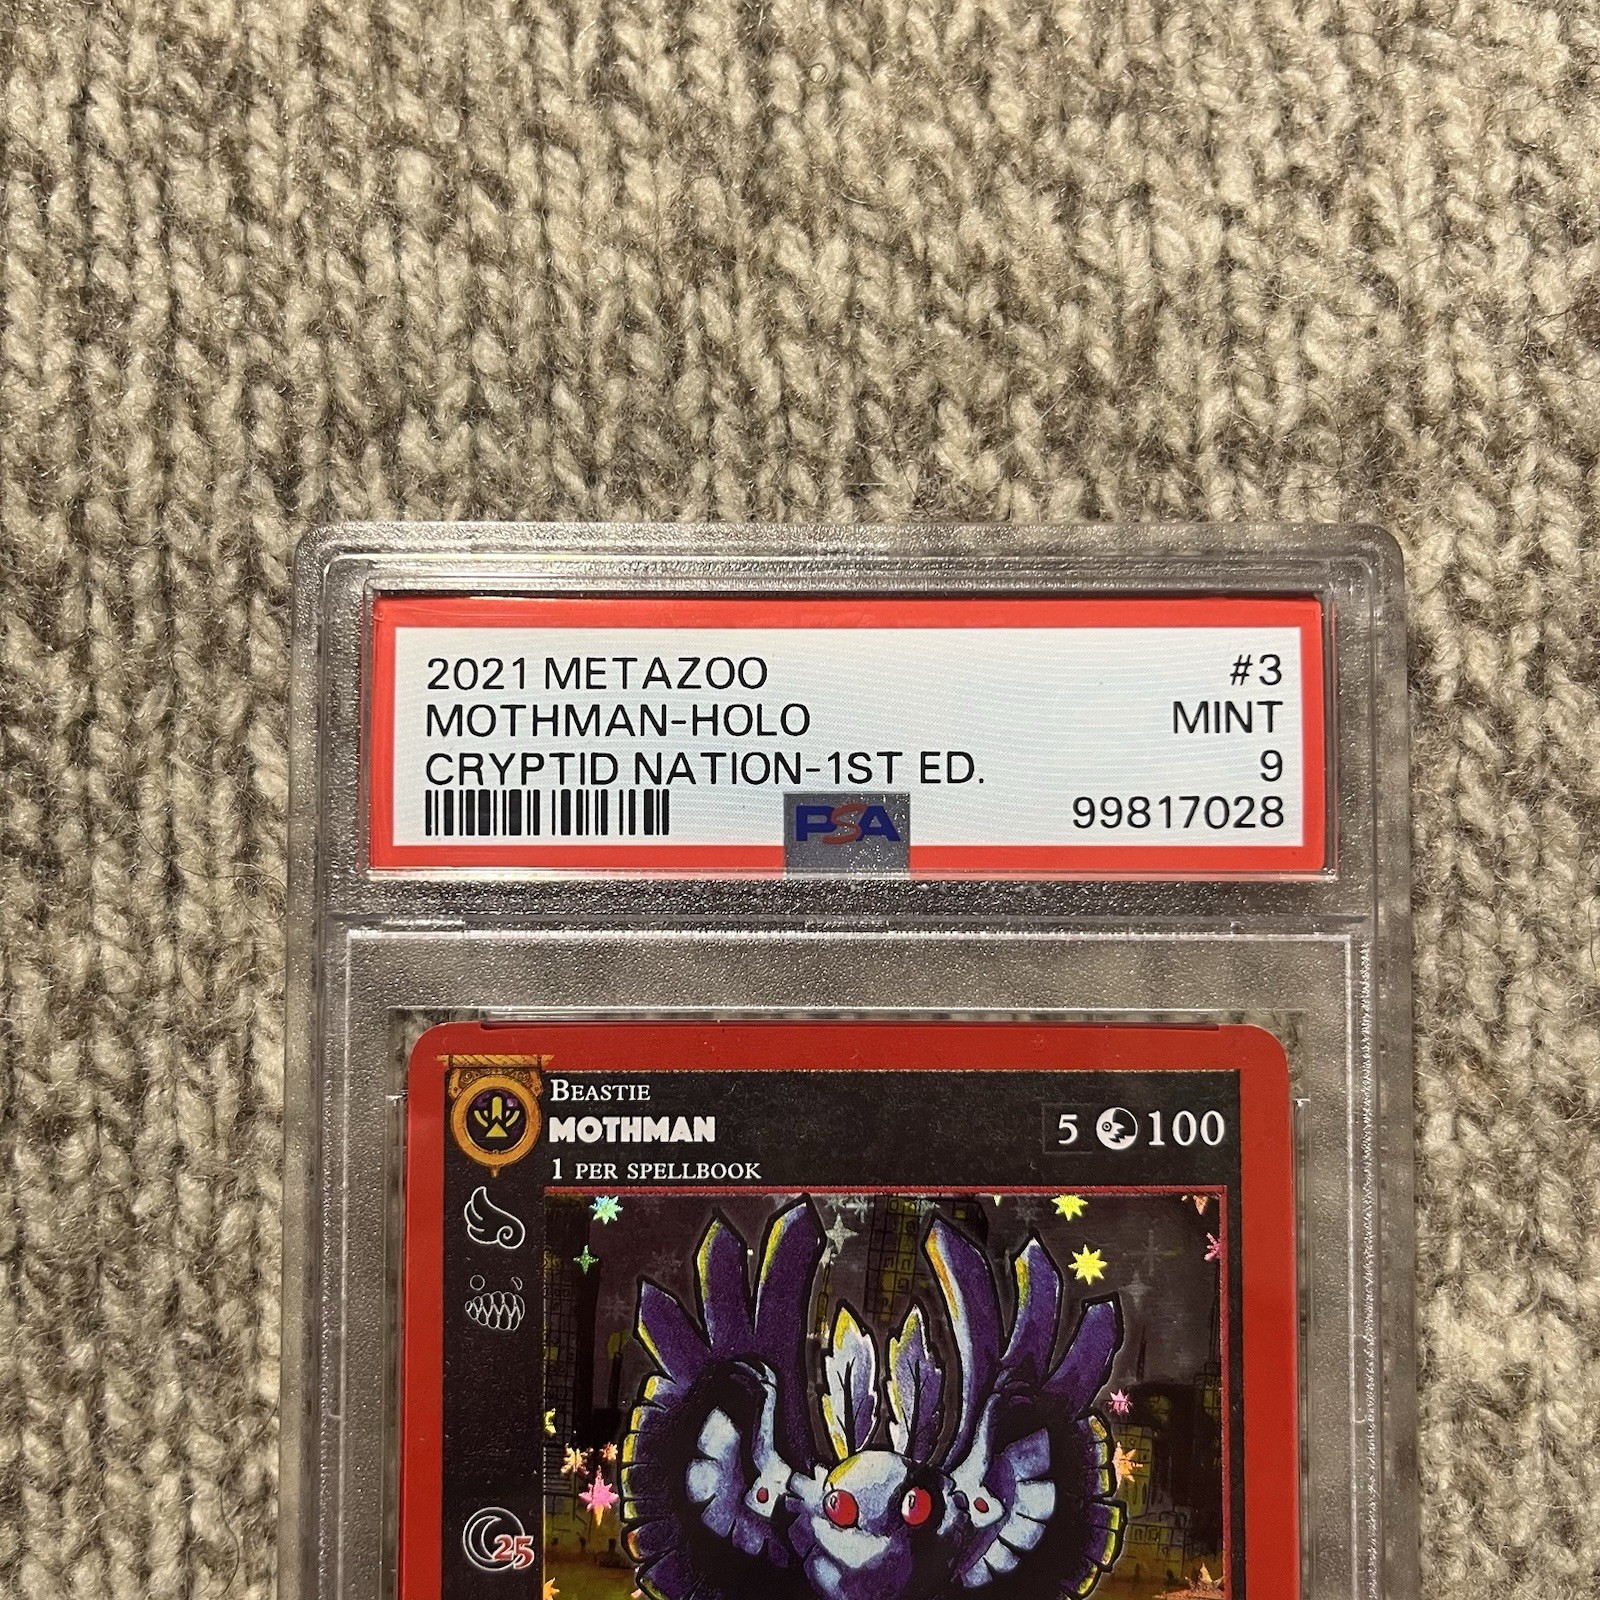 2021 METAZOO #3
MOTHMAN-HOLO MINT
CRYPTID NATION-1ST ED. 9
PSA 99817028
BEASTIE
MOTHMAN 5 100
1 PER SPELLBOOK
25